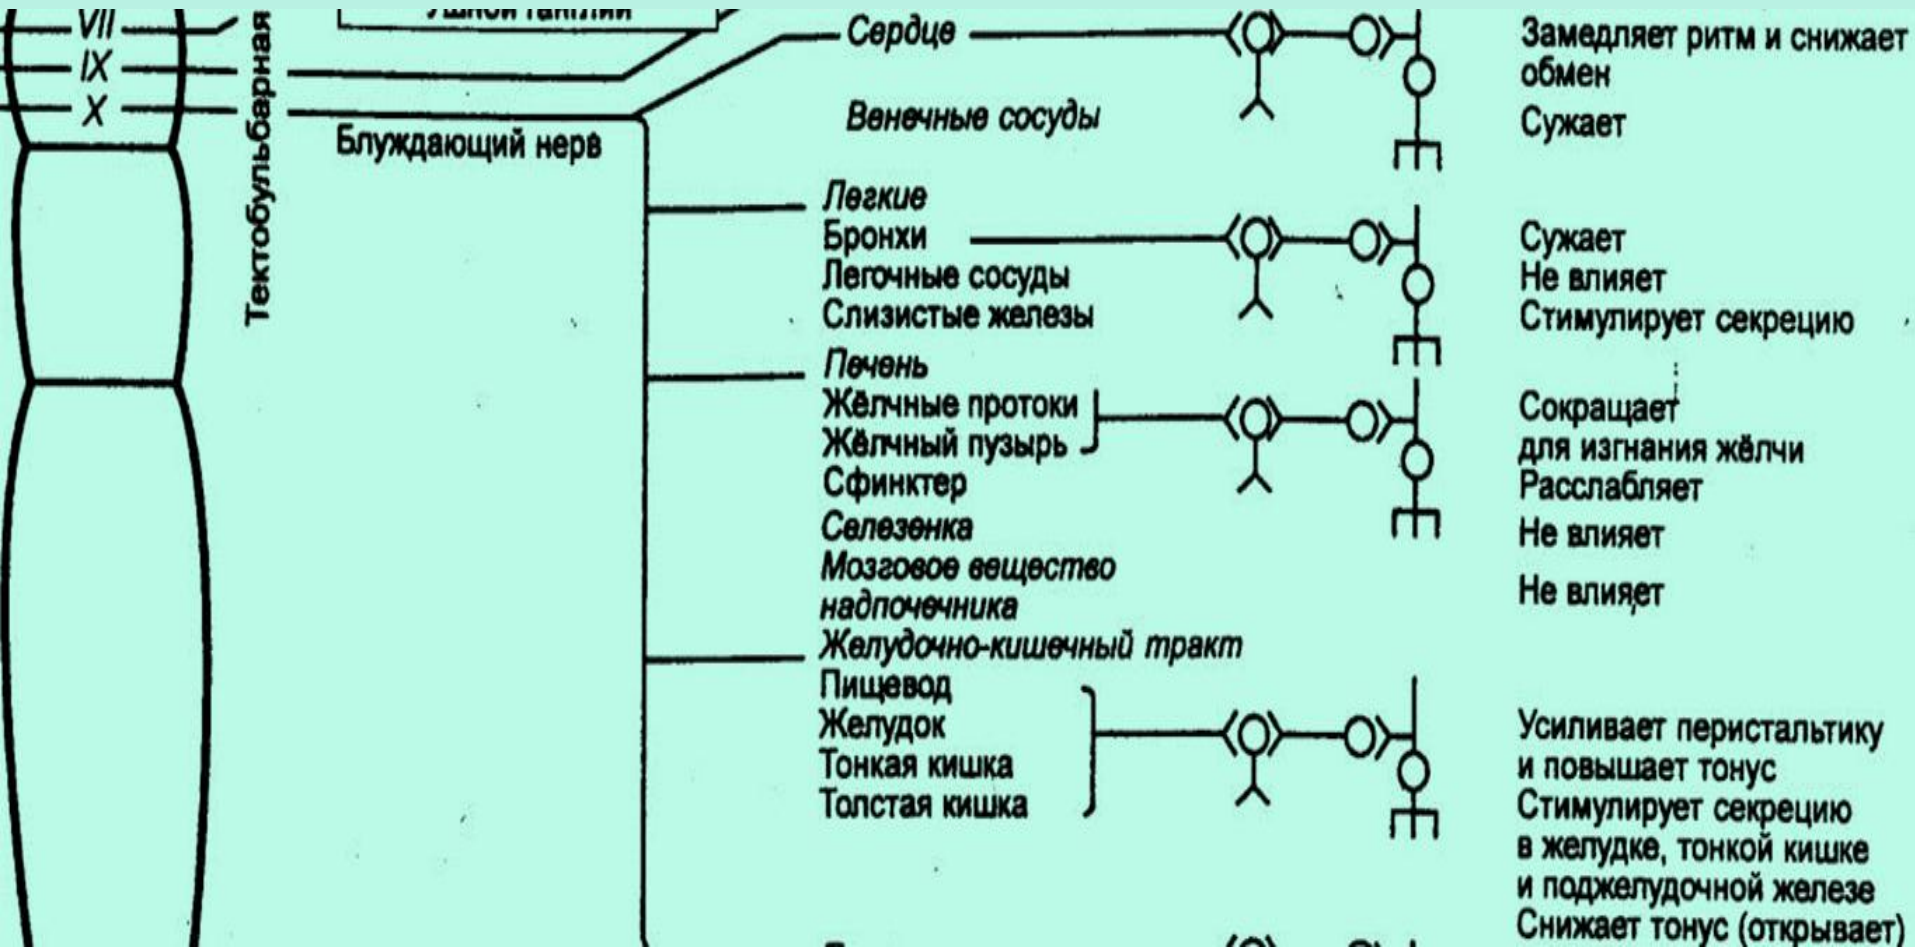 VII
IX
X
Тектобульбарная
Ушной ганглий
Блуждающий нерв
Сердце
Замедляет ритм и снижает
обмен
Венечные сосуды
Сужает
Легкие
Бронхи
Сужает
Легочные сосуды
Не влияет
Слизистые железы
Стимулирует секрецию
Печень
Жёлчные протоки
Сокращает
Жёлчный пузырь
для изгнания жёлчи
Сфинктер
Расслабляет
Селезенка
Не влияет
Мозговое вещество
надпочечника
Не влияет
Желудочно-кишечный тракт
Пищевод
Желудок
Тонкая кишка
Толстая кишка
Усиливает перистальтику
и повышает тонус
Стимулирует секрецию
в желудке, тонкой кишке
и поджелудочной железе
Снижает тонус (открывает)